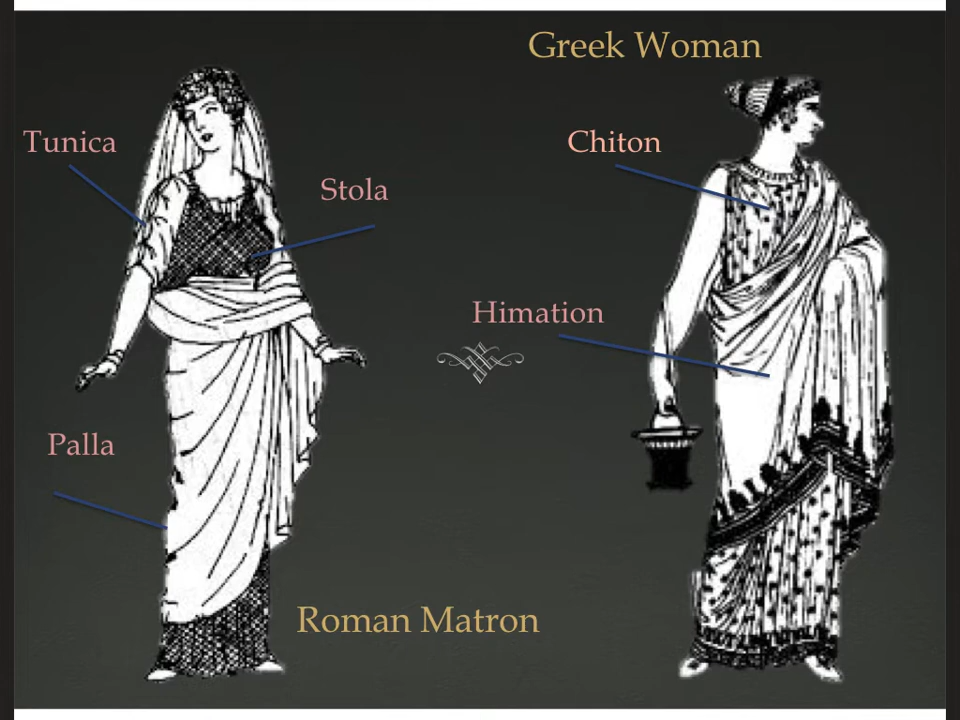 Greek Woman
Tunica
Chiton
Stola
Himation
Palla
Roman Matron